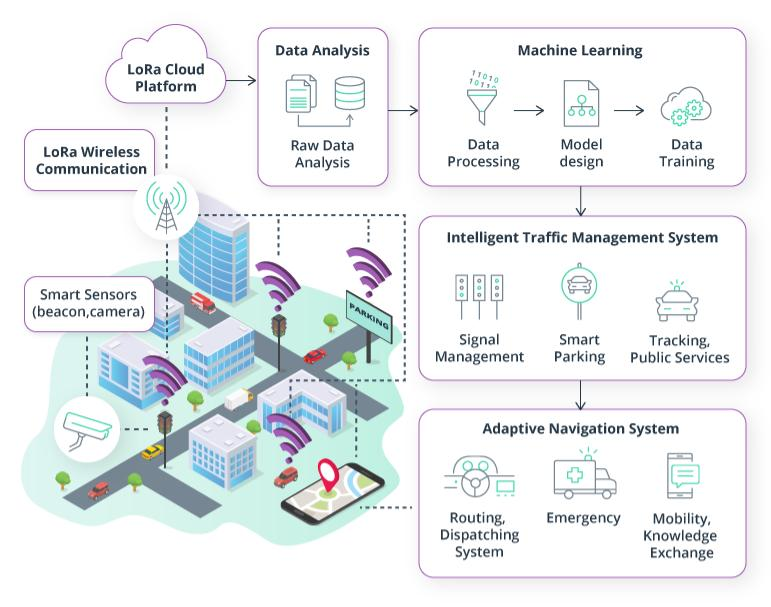 LoRa Cloud
Platform
Data Analysis
Raw Data
Analysis
Machine Learning
11010
1011
Data
Processing
Model
design
Data
Training
LoRa Wireless
Communication
Smart Sensors
(beacon,camera)
PARKING
Intelligent Traffic Management System
Signal
Management
Smart
Parking
Tracking,
Public Services
Adaptive Navigation System
Routing,
Dispatching
System
Emergency
Mobility,
Knowledge
Exchange